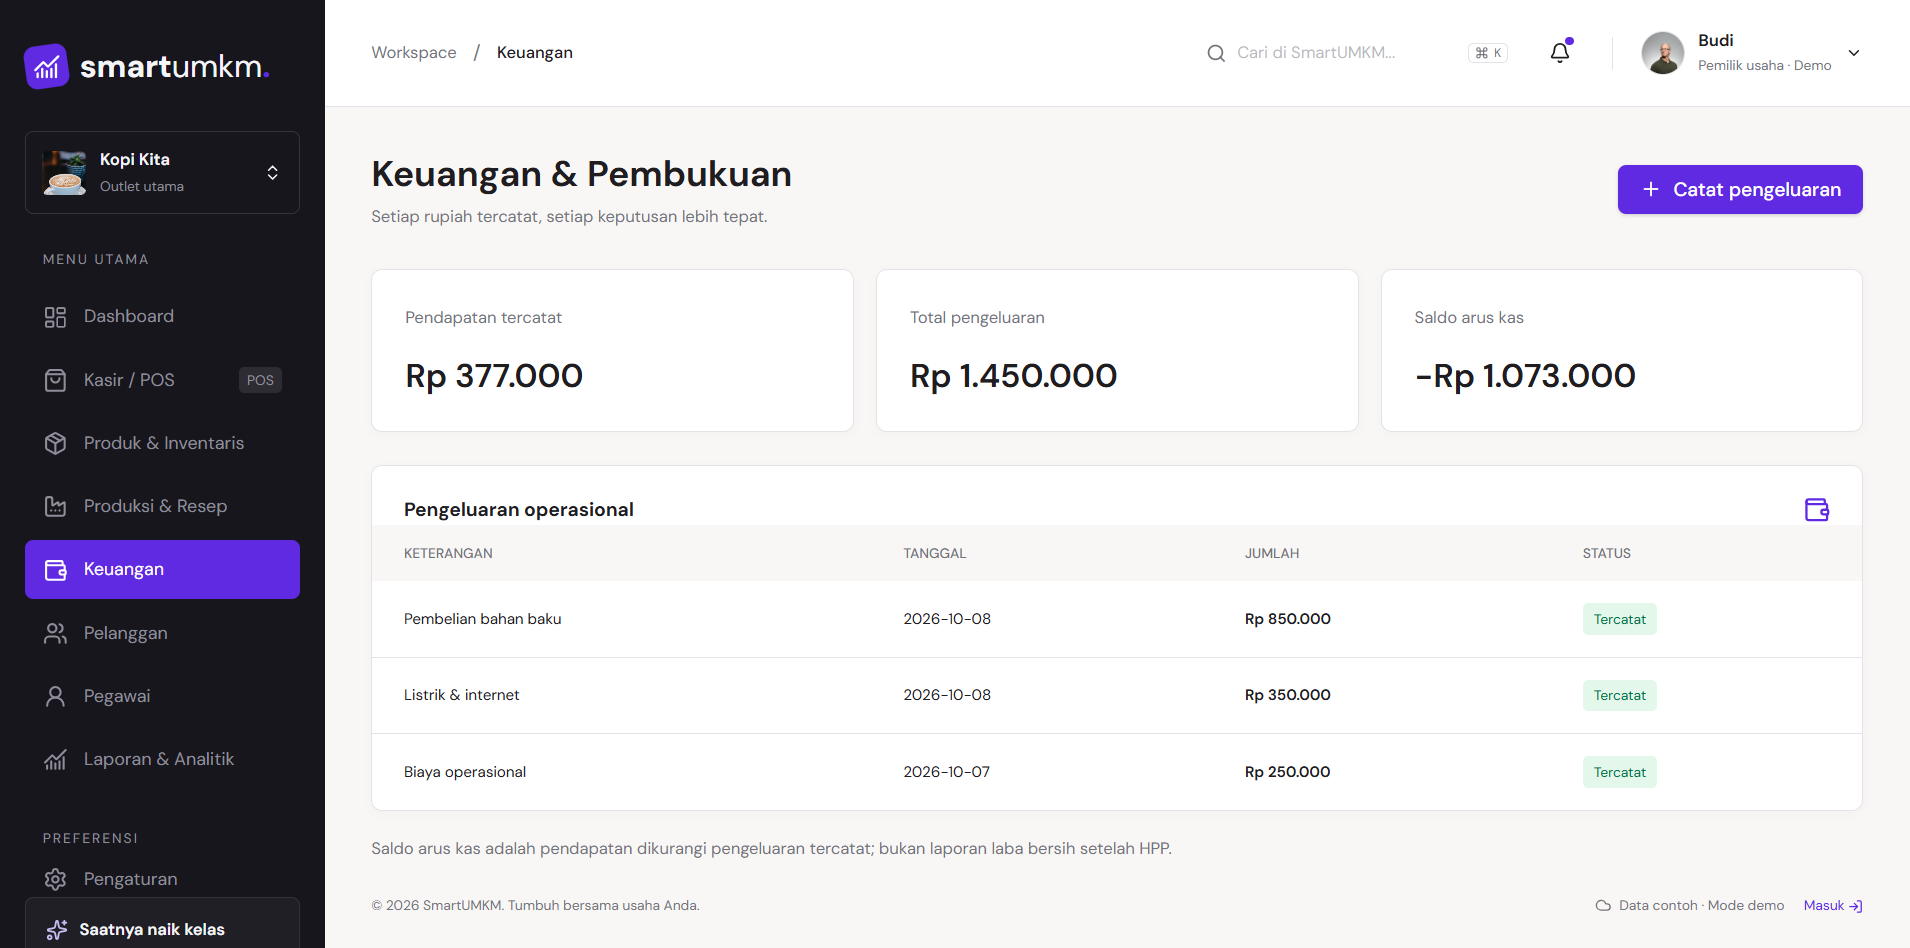 smartumkm.
Kopi Kita
Outlet utama
MENU UTAMA
Dashboard
Kasir / POS
POS
Produk & Inventaris
Produksi & Resep
Keuangan
Pelanggan
Pegawai
Laporan & Analitik
PREFERENSI
Pengaturan
Saatnya naik kelas
Workspace / Keuangan
Cari di SmartUMKM...
⌘ K
Budi
Pemilik usaha · Demo
Keuangan & Pembukuan
Setiap rupiah tercatat, setiap keputusan lebih tepat.
+ Catat pengeluaran
Pendapatan tercatat
Rp 377.000
Total pengeluaran
Rp 1.450.000
Saldo arus kas
-Rp 1.073.000
Pengeluaran operasional
KETERANGAN TANGGAL JUMLAH STATUS
Pembelian bahan baku 2026-10-08 Rp 850.000 Tercatat
Listrik & internet 2026-10-08 Rp 350.000 Tercatat
Biaya operasional 2026-10-07 Rp 250.000 Tercatat
Saldo arus kas adalah pendapatan dikurangi pengeluaran tercatat; bukan laporan laba bersih setelah HPP.
© 2026 SmartUMKM. Tumbuh bersama usaha Anda.
Data contoh · Mode demo
Masuk